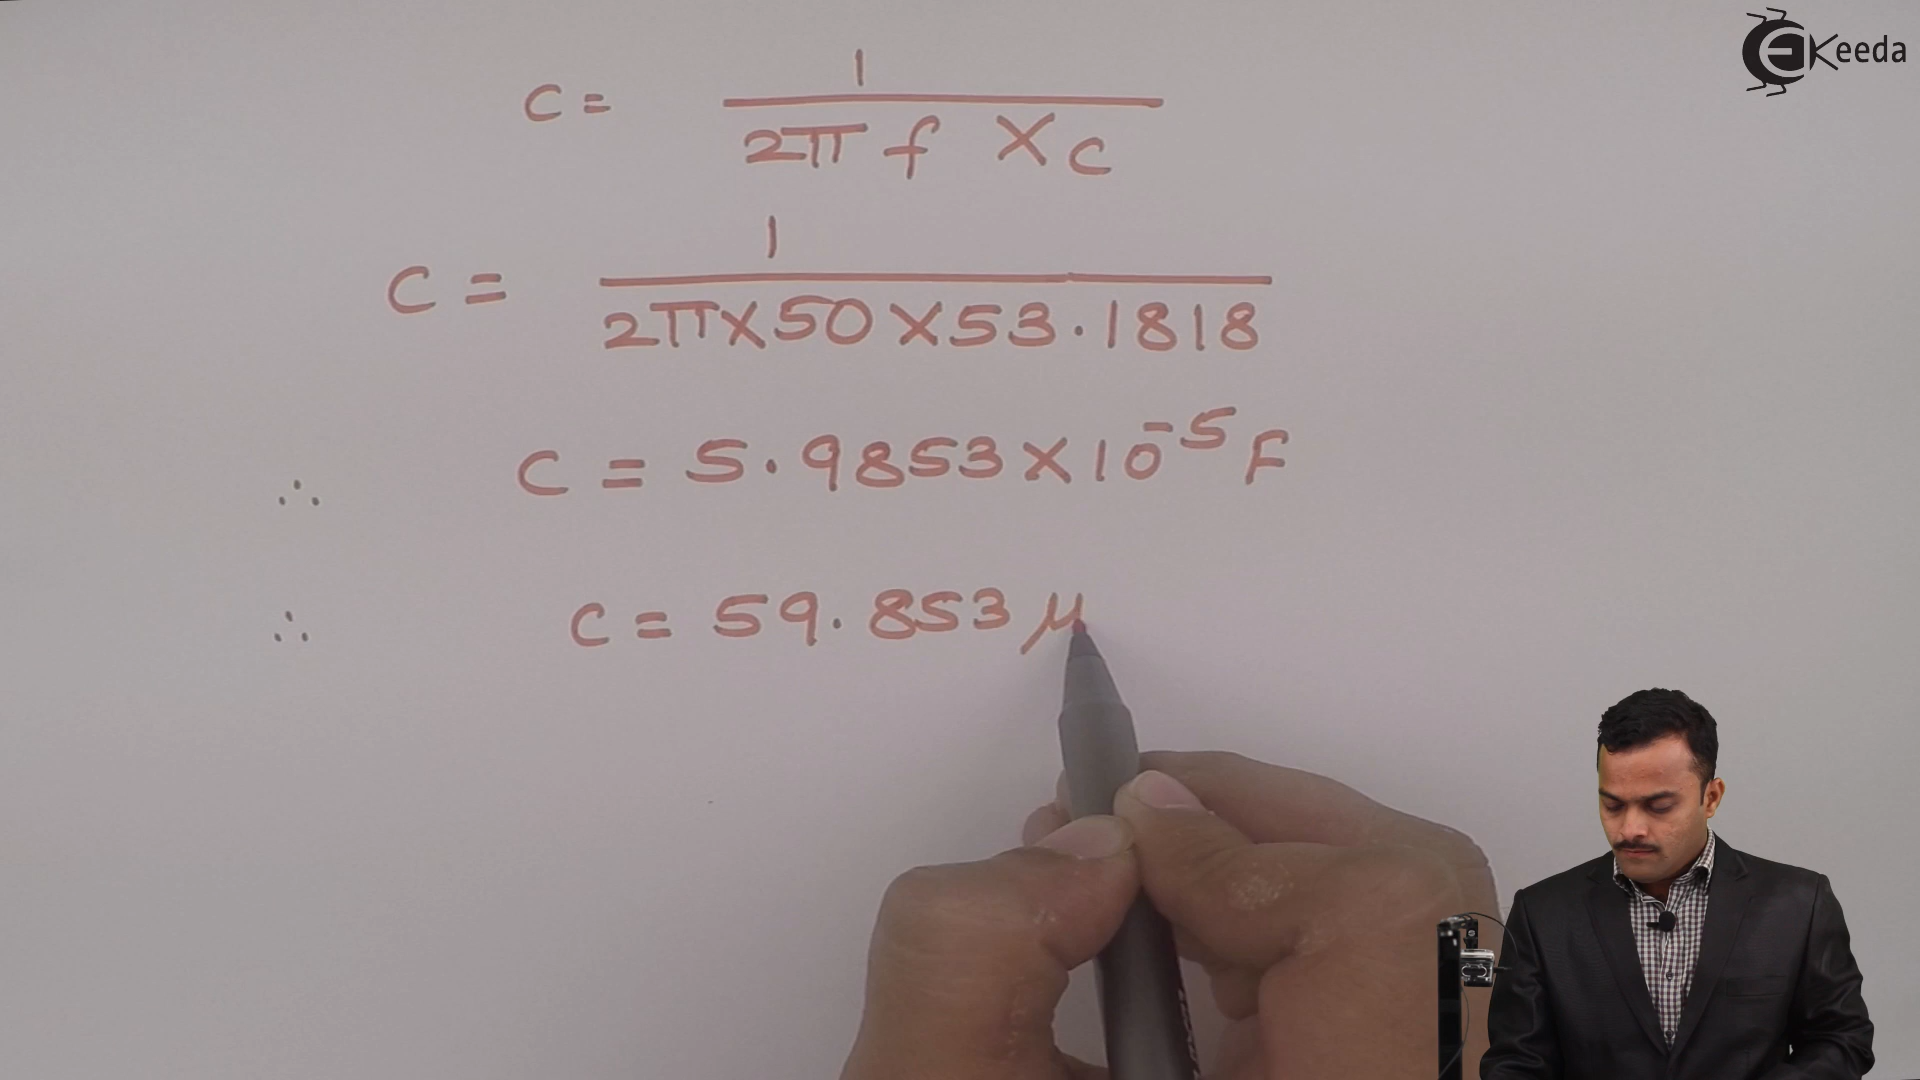 Keeda
C = 1
2π f Xc
C = 1
2π×50×53.1818
∴ C = 5.9853×10⁻⁵ F
∴ C = 59.853 μ